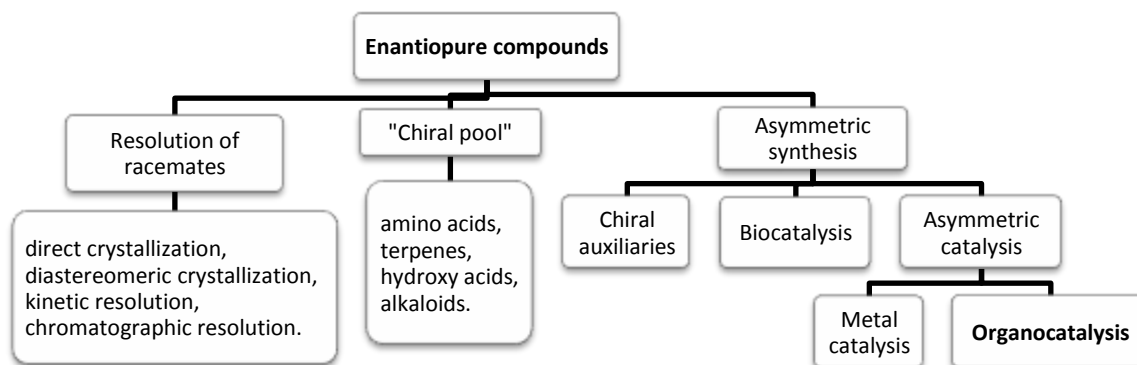 Enantiopure compounds
Resolution of
racemates
"Chiral pool"
Asymmetric
synthesis
direct crystallization,
diastereomeric crystallization,
kinetic resolution,
chromatographic resolution.
amino acids,
terpenes,
hydroxy acids,
alkaloids.
Chiral
auxiliaries
Biocatalysis
Asymmetric
catalysis
Metal
catalysis
Organocatalysis